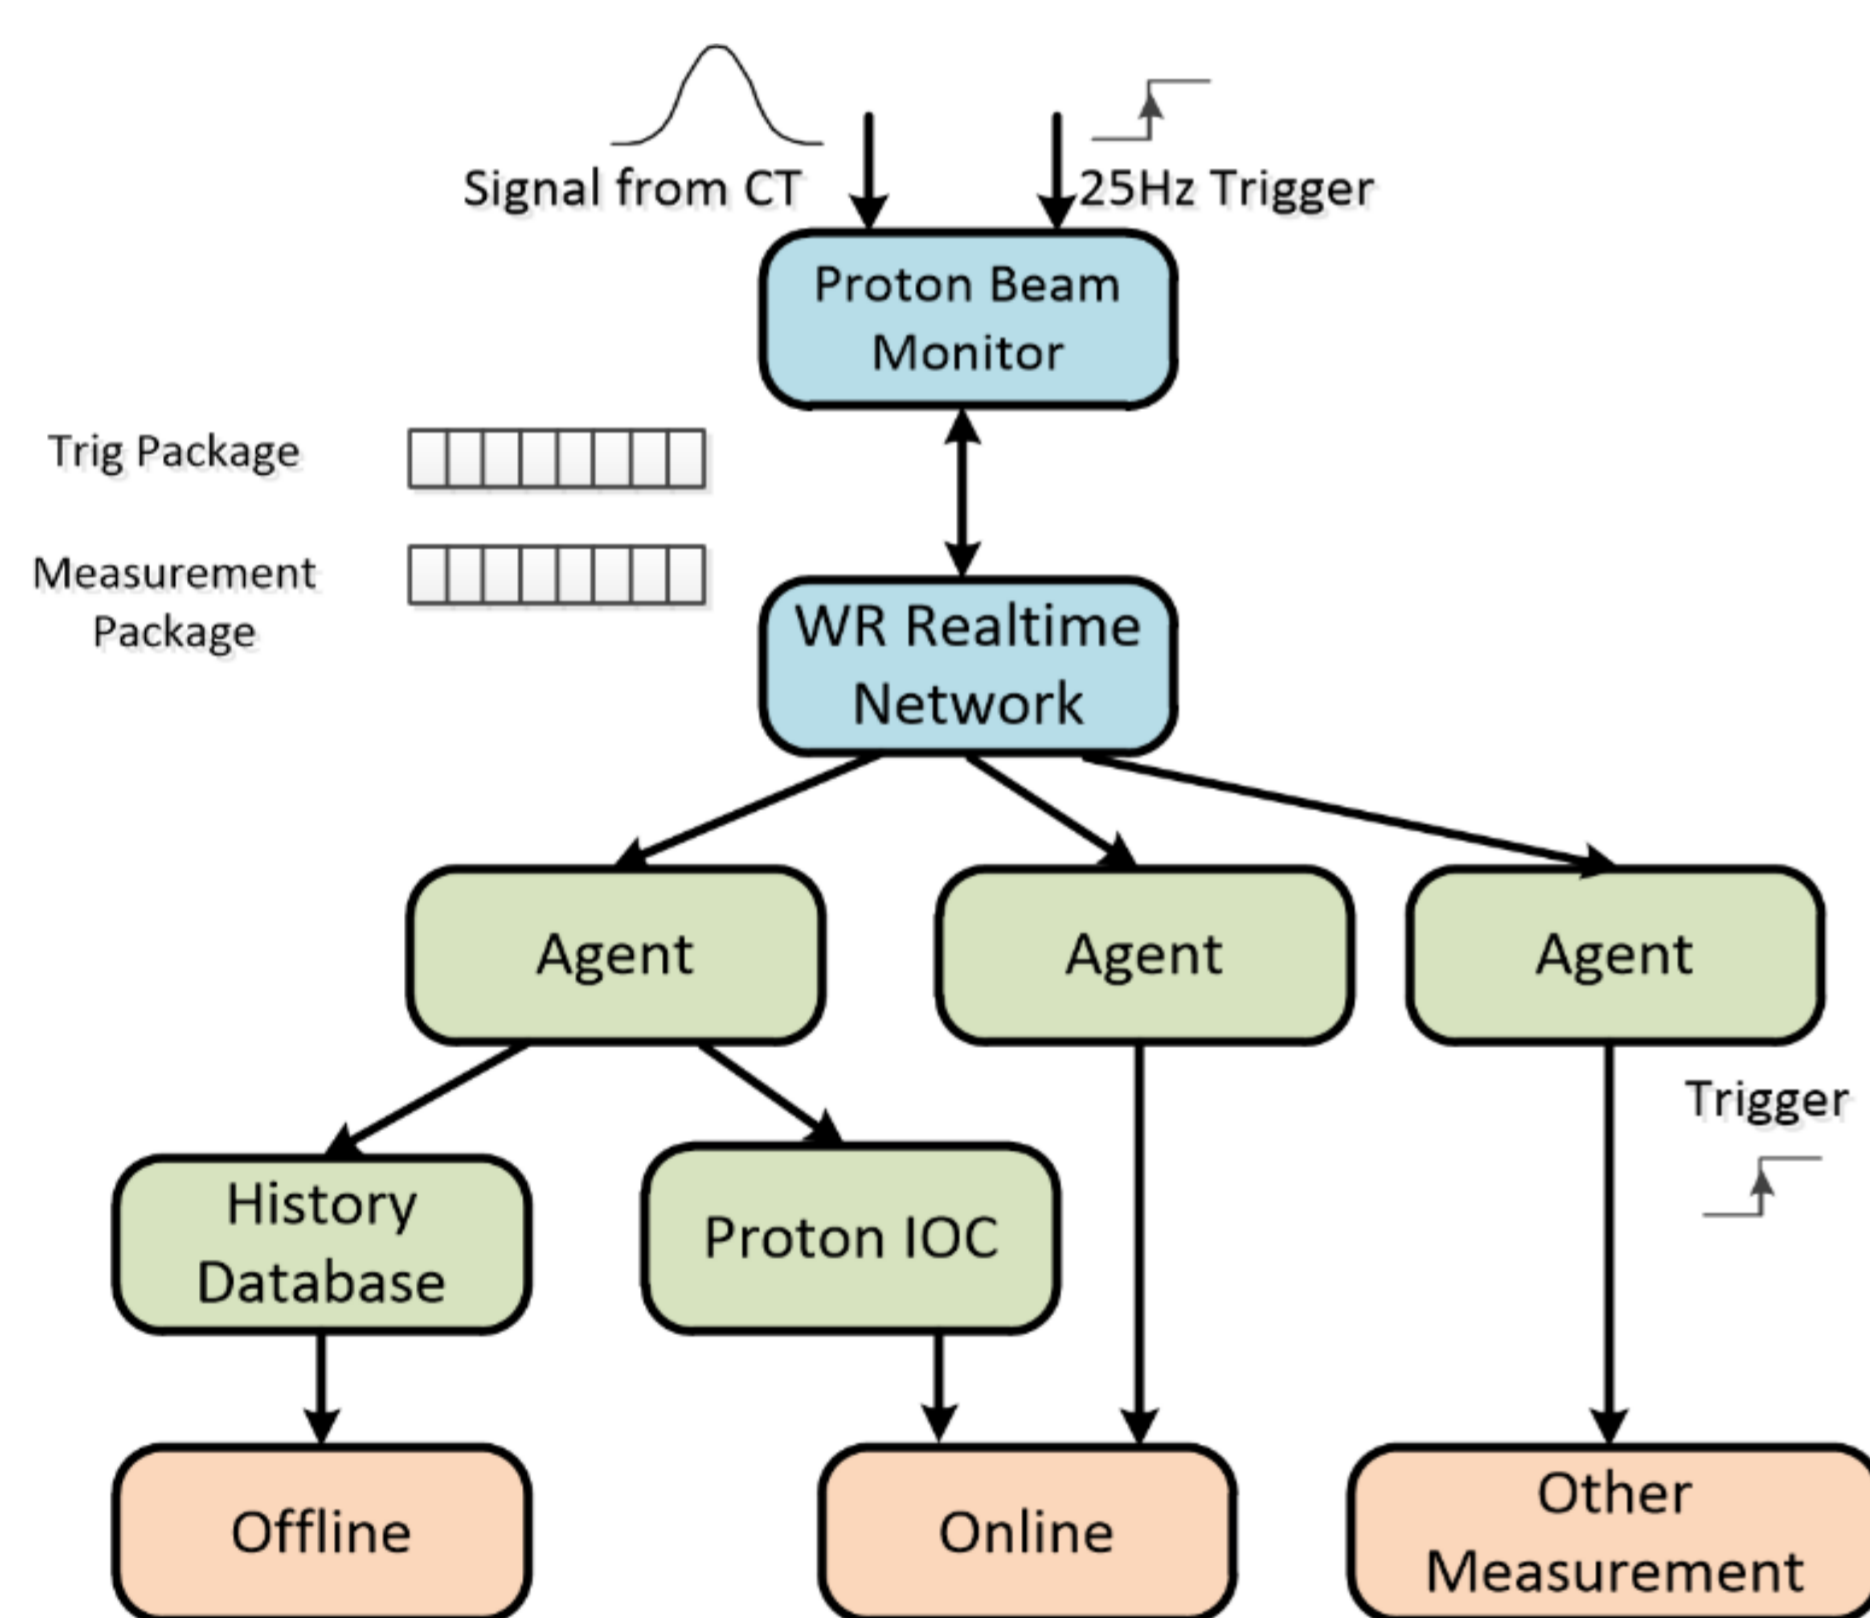 Signal from CT
25Hz Trigger
Proton Beam
Monitor
Trig Package
Measurement
Package
WR Realtime
Network
Agent
Agent
Agent
Trigger
History
Database
Proton IOC
Offline
Online
Other
Measurement